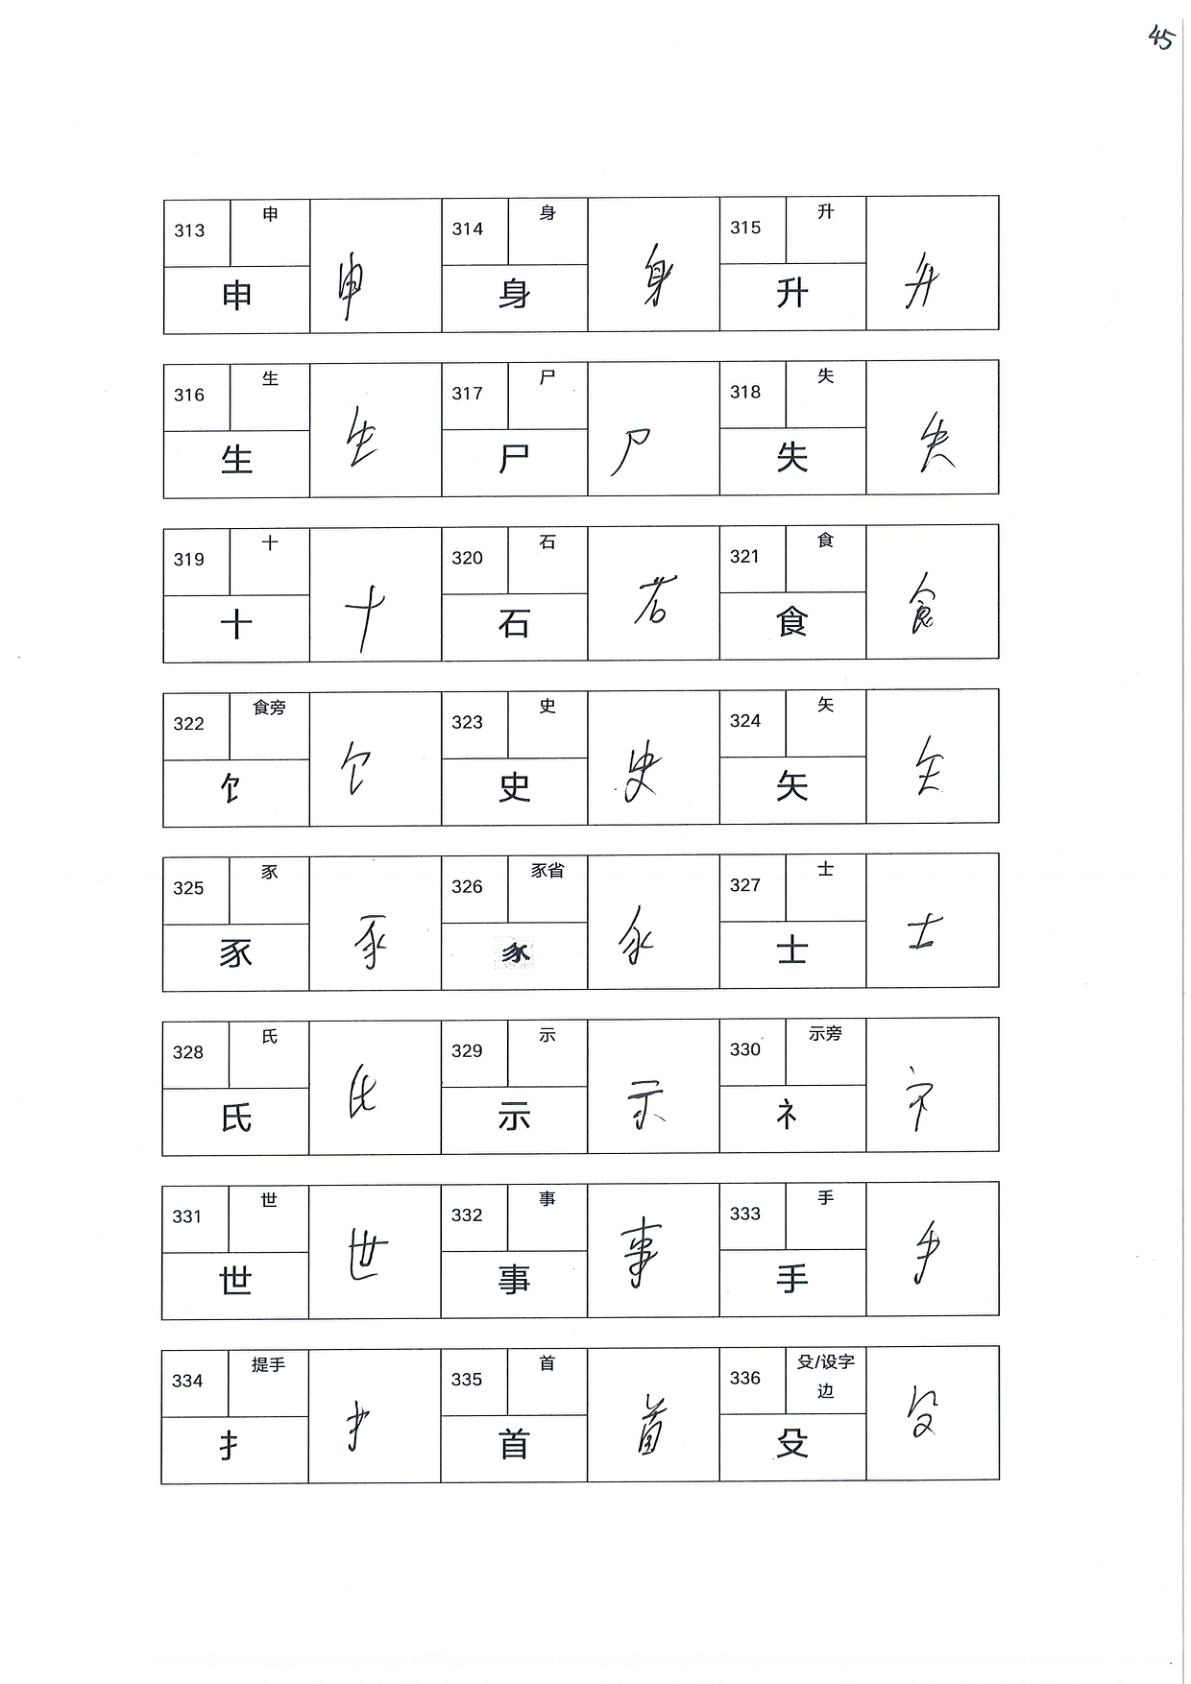 45
313 申 申 314 身 身 315 升 升
申 身 升
316 生 生 317 尸 尸 318 失 失
生 尸 失
319 十 十 320 石 石 321 食 食
十 石 食
322 食旁 饣 323 史 史 324 矢 矢
饣 史 矢
325 豕 豕 326 豕省 327 士 士
豕 士
328 氏 氏 329 示 示 330 示旁 礻
氏 示 礻
331 世 世 332 事 事 333 手 手
世 事 手
334 提手 扌 335 首 首 336 殳/设字边 殳
扌 首 殳